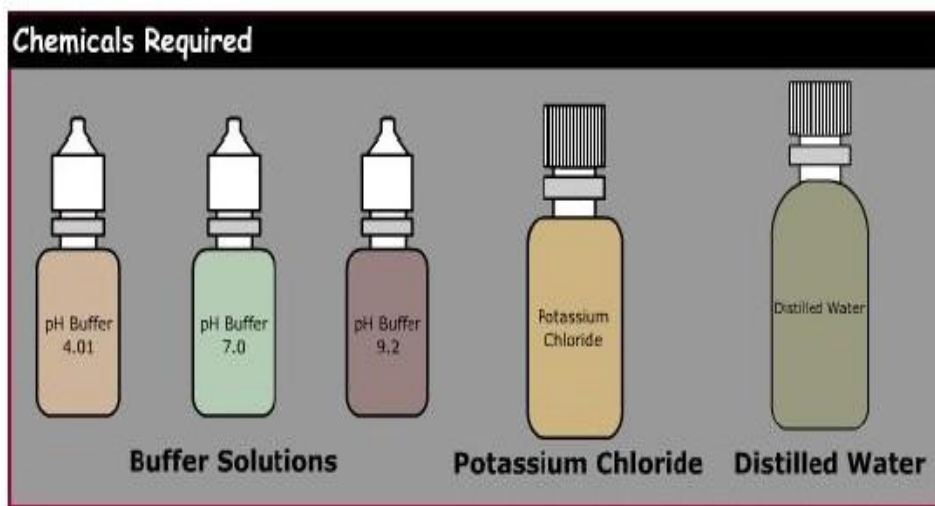 Chemicals Required
pH Buffer
4.01
pH Buffer
7.0
pH Buffer
9.2
Potassium
Chloride
Distilled Water
Buffer Solutions
Potassium Chloride
Distilled Water